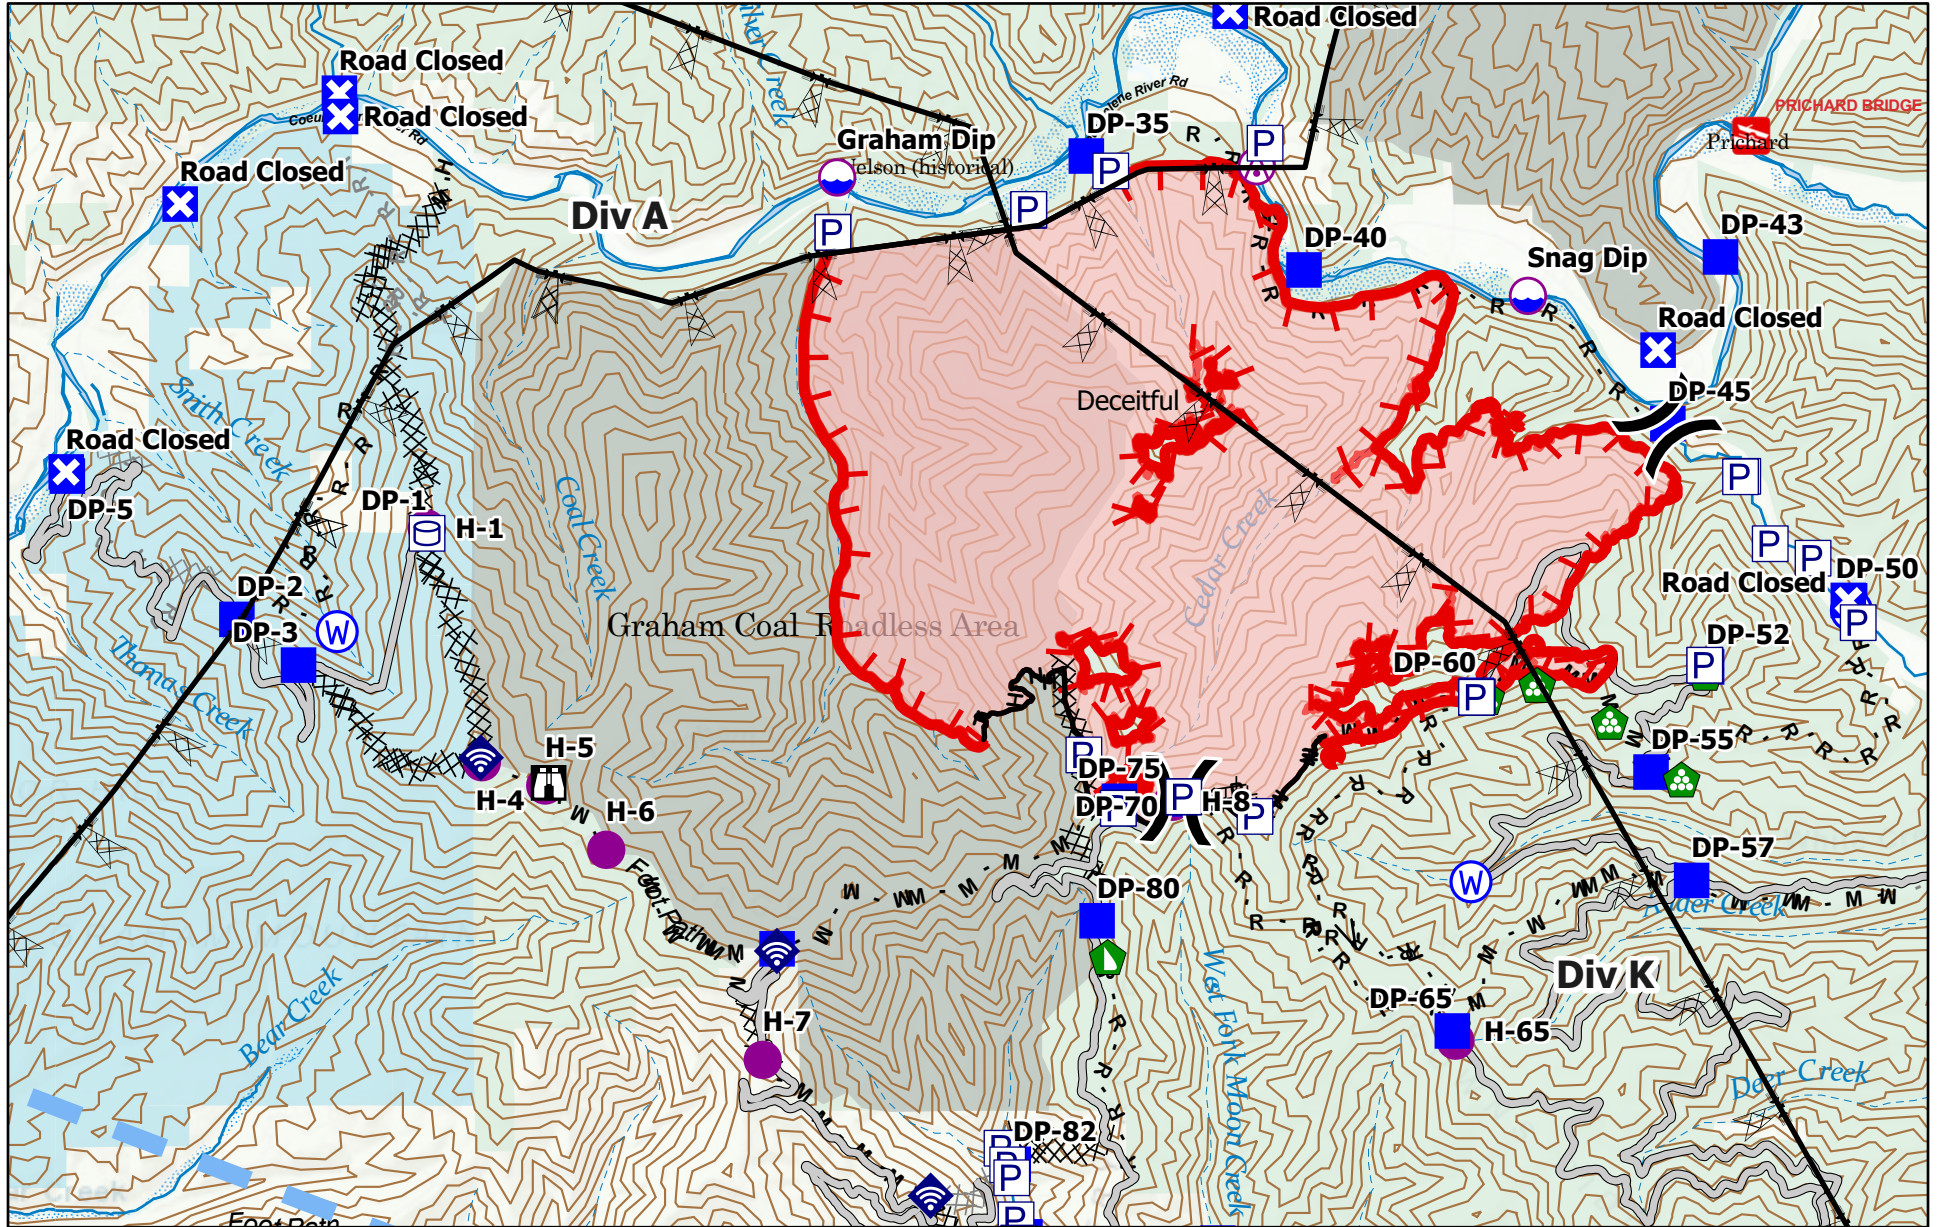 Road Closed
Road Closed
Road Closed
Road Closed
PRICHARD BRIDGE
Prichard
DP-35
Graham Dip
Road Closed
Div A
DP-40
DP-43
Snag Dip
Road Closed
Smith Creek
Deceitful
DP-45
Road Closed
DP-5
DP-1
H-1
Coal Creek
Cedar Creek
DP-50
Road Closed
DP-2
DP-3
W
Graham Coal Roadless Area
DP-52
DP-60
Thomas Creek
H-5
H-4
H-6
DP-75
DP-70
H-8
DP-55
DP-57
W
Foot Path
DP-80
West Fork Moon Creek
Div K
DP-65
H-65
Bear Creek
H-7
Deer Creek
DP-82
Foot Path